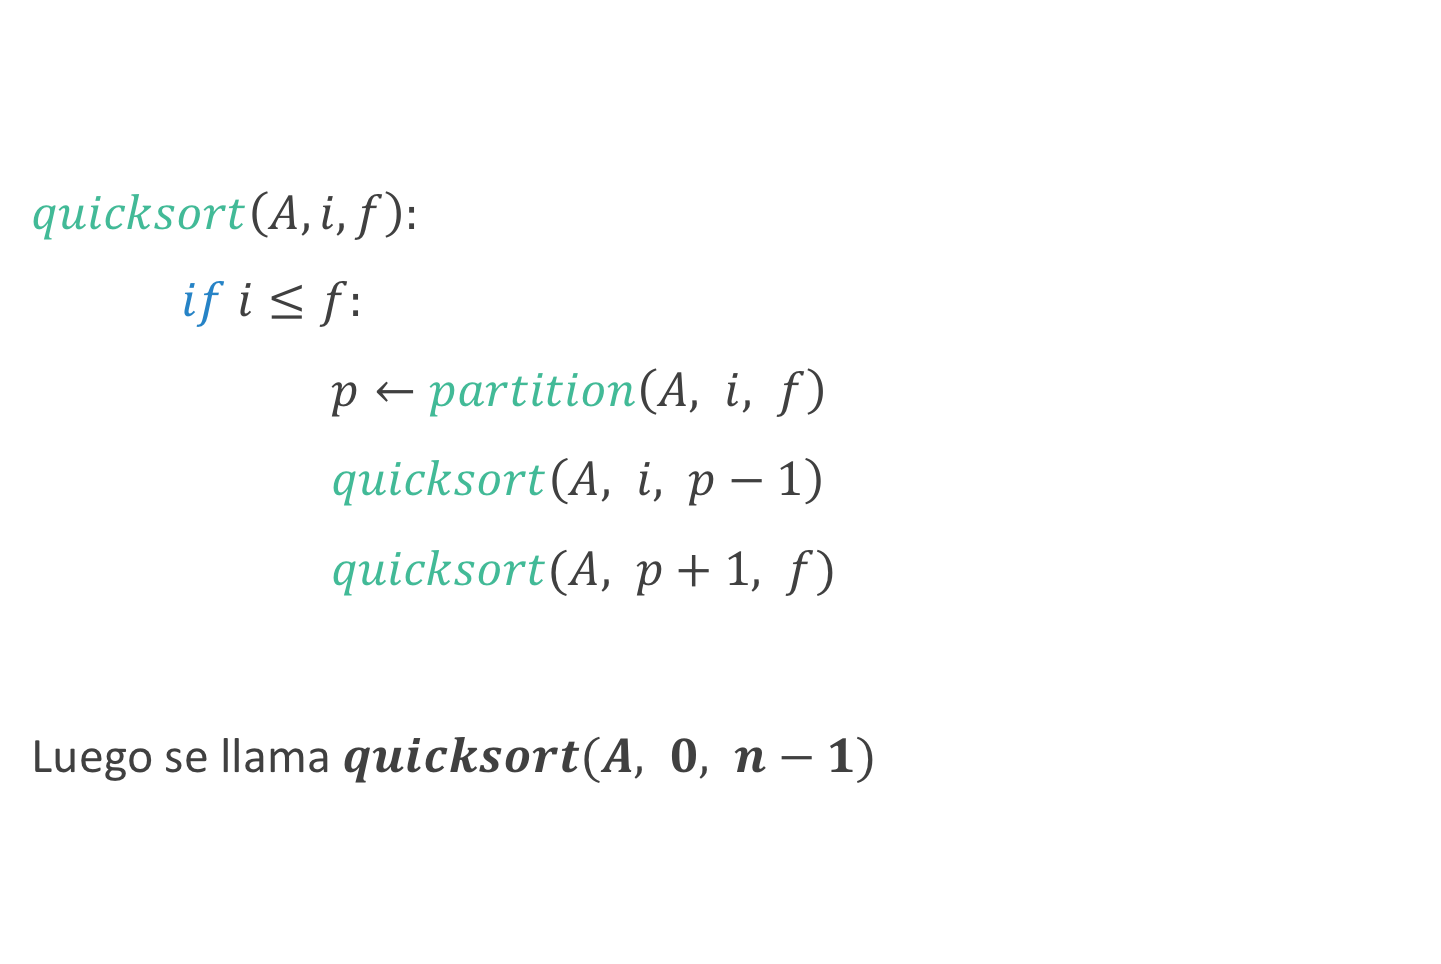 quicksort(A, i, f):
if i ≤ f:
p ← partition(A, i, f)
quicksort(A, i, p − 1)
quicksort(A, p + 1, f)
Luego se llama quicksort(A, 0, n − 1)